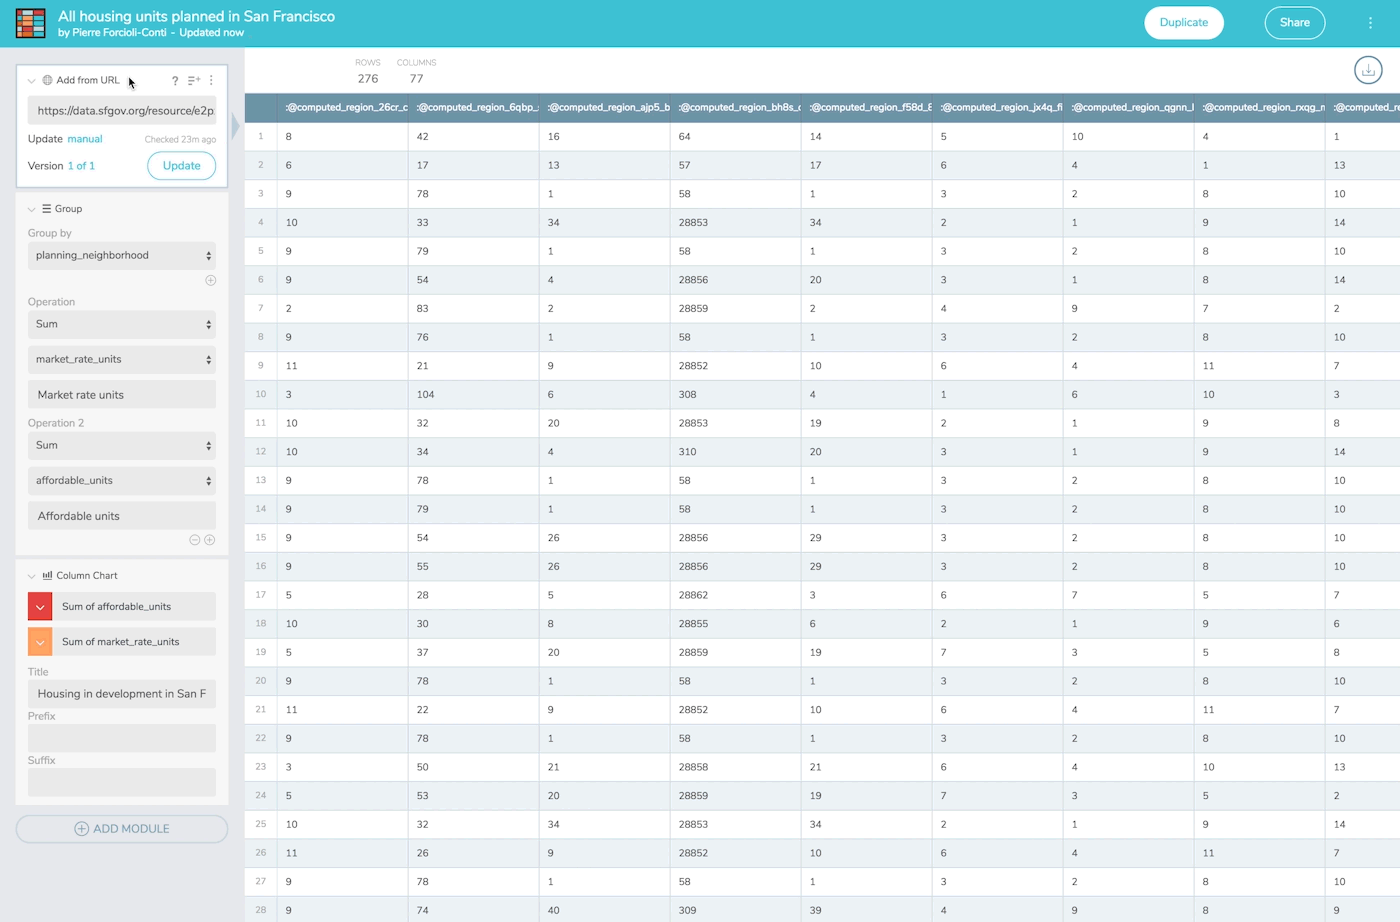 All housing units planned in San Francisco
by Pierre Forcioli-Conti - Updated now
Duplicate
Share
Add from URL
?
https://data.sfgov.org/resource/e2p
Update manual
Checked 23m ago
Version 1 of 1
Update
Group
Group by
planning_neighborhood
Operation
Sum
market_rate_units
Market rate units
Operation 2
Sum
affordable_units
Affordable units
Column Chart
Sum of affordable_units
Sum of market_rate_units
Title
Housing in development in San F
Prefix
Suffix
ADD MODULE
ROWS COLUMNS
276 77
:@computed_region_26cr_c :@computed_region_6qbp_ :@computed_region_ajp5_b :@computed_region_bh8s_ :@computed_region_f58d_ :@computed_region_jx4q_fi :@computed_region_qgnn_ :@computed_region_rxqg_ :@computed_re
1 8 42 16 64 14 5 10 4 1
2 6 17 13 57 17 6 4 1 13
3 9 78 1 58 1 3 2 8 10
4 10 33 34 28853 34 2 1 9 14
5 9 79 1 58 1 3 2 8 10
6 9 54 4 28856 20 3 1 8 14
7 2 83 2 28859 2 4 9 7 2
8 9 76 1 58 1 3 2 8 10
9 11 21 9 28852 10 6 4 11 7
10 3 104 6 308 4 1 6 10 3
11 10 32 20 28853 19 2 1 9 8
12 10 34 4 310 20 3 1 9 14
13 9 78 1 58 1 3 2 8 10
14 9 79 1 58 1 3 2 8 10
15 9 54 26 28856 29 3 2 8 10
16 9 55 26 28856 29 3 2 8 10
17 5 28 5 28862 3 6 7 5 7
18 10 30 8 28855 6 2 1 9 6
19 5 37 20 28859 19 7 3 5 8
20 9 78 1 58 1 3 2 8 10
21 11 22 9 28852 10 6 4 11 7
22 9 78 1 58 1 3 2 8 10
23 3 50 21 28858 21 6 4 10 13
24 5 53 20 28859 19 7 3 5 2
25 10 32 34 28853 34 2 1 9 14
26 11 26 9 28852 10 6 4 11 7
27 9 78 1 58 1 3 2 8 10
28 9 74 40 309 39 4 9 8 9